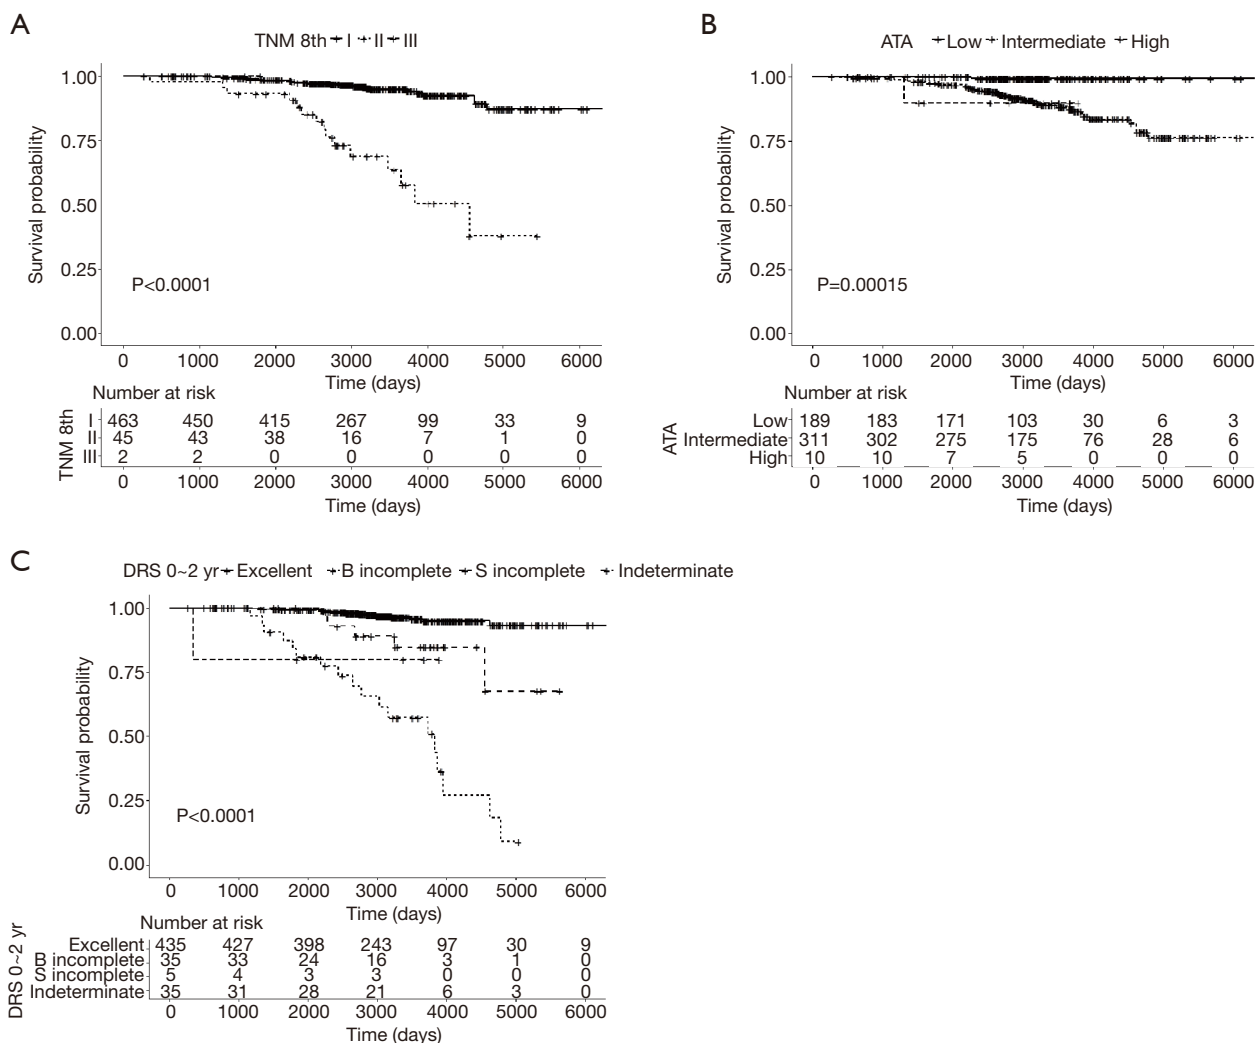 A
TNM 8th I II III
Survival probability
1.00
0.75
0.50
0.25
0.00
P<0.0001
0 1000 2000 3000 4000 5000 6000
Time (days)
Number at risk
TNM 8th
I 463 450 415 267 99 33 9
II 45 43 38 16 7 1 0
III 2 2 0 0 0 0 0
0 1000 2000 3000 4000 5000 6000
Time (days)
B
ATA Low Intermediate High
Survival probability
1.00
0.75
0.50
0.25
0.00
P=0.00015
0 1000 2000 3000 4000 5000 6000
Time (days)
Number at risk
ATA
Low 189 183 171 103 30 6 3
Intermediate 311 302 275 175 76 28 6
High 10 10 7 5 0 0 0
0 1000 2000 3000 4000 5000 6000
Time (days)
C
DRS 0~2 yr Excellent B incomplete S incomplete Indeterminate
Survival probability
1.00
0.75
0.50
0.25
0.00
P<0.0001
0 1000 2000 3000 4000 5000 6000
Time (days)
Number at risk
DRS 0~2 yr
Excellent 435 427 398 243 97 30 9
B incomplete 35 33 24 16 3 1 0
S incomplete 5 4 3 3 0 0 0
Indeterminate 35 31 28 21 6 3 0
0 1000 2000 3000 4000 5000 6000
Time (days)